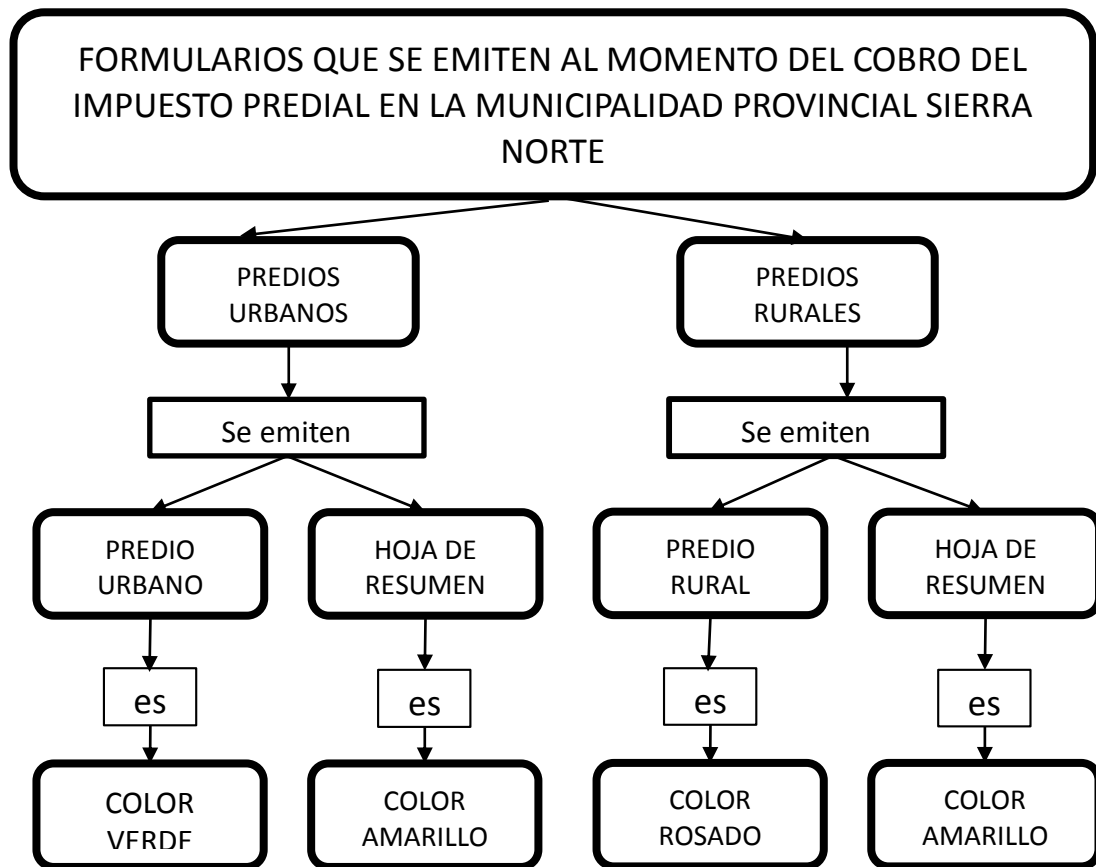 FORMULARIOS QUE SE EMITEN AL MOMENTO DEL COBRO DEL
IMPUESTO PREDIAL EN LA MUNICIPALIDAD PROVINCIAL SIERRA
NORTE
PREDIOS
URBANOS
PREDIOS
RURALES
Se emiten
Se emiten
PREDIO
URBANO
HOJA DE
RESUMEN
PREDIO
RURAL
HOJA DE
RESUMEN
es
es
es
es
COLOR
VERDE
COLOR
AMARILLO
COLOR
ROSADO
COLOR
AMARILLO